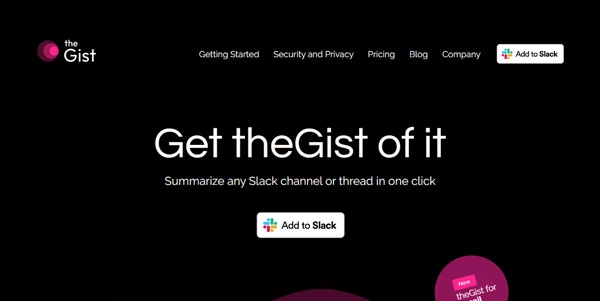 the
Gist
Getting Started Security and Privacy Pricing Blog Company Add to Slack
Get theGist of it
Summarize any Slack channel or thread in one click
Add to Slack
New
theGist for